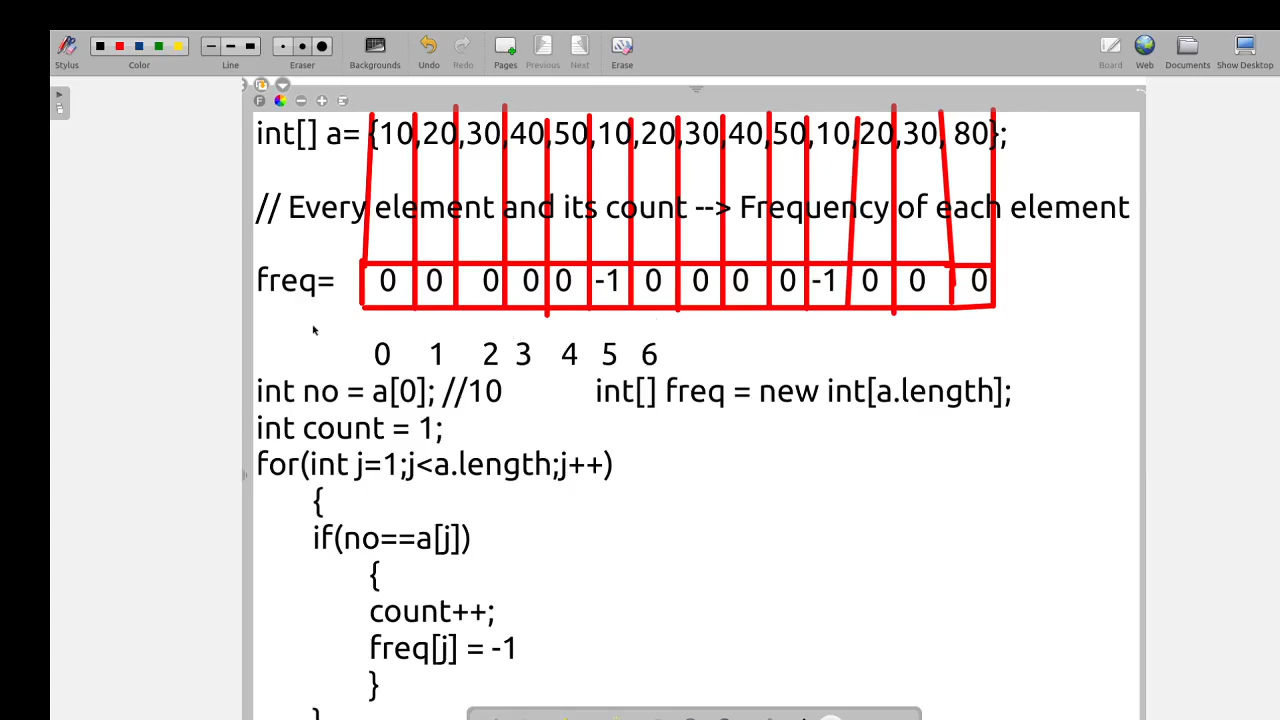 Stylus Color Line Eraser Backgrounds Undo Redo Pages Previous Next Erase Board Web Documents Show Desktop
int[] a= {10,20,30,40,50,10,20,30,40,50,10,20,30, 80};
// Every element and its count --> Frequency of each element
freq= 0 0 0 0 0 -1 0 0 0 0 -1 0 0 0
0 1 2 3 4 5 6
int no = a[0]; //10 int[] freq = new int[a.length];
int count = 1;
for(int j=1;j<a.length;j++)
{
if(no==a[j])
{
count++;
freq[j] = -1
}
}